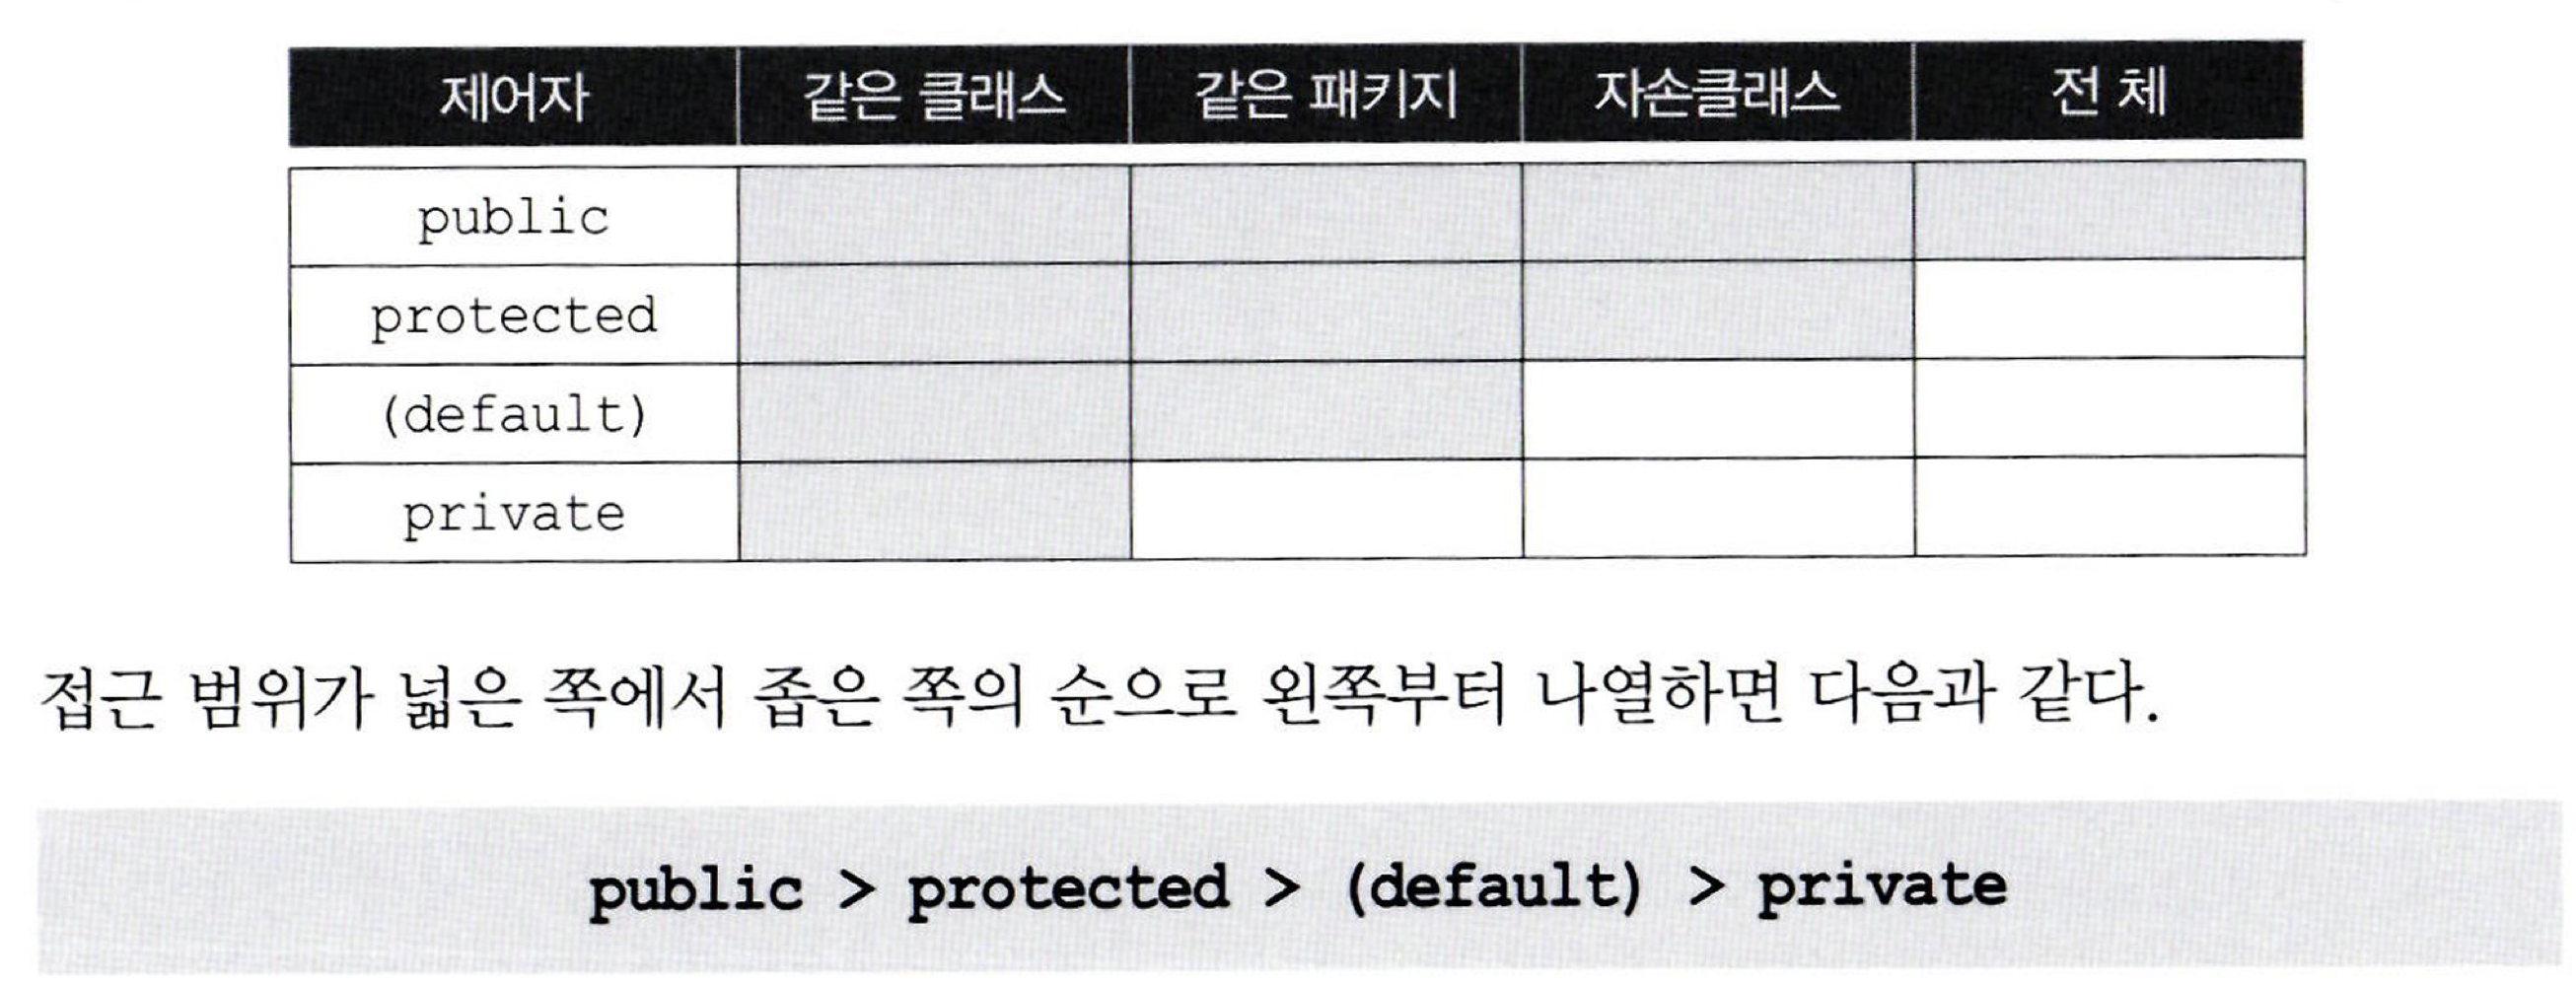 제어자 같은 클래스 같은 패키지 자손클래스 전 체
public
protected
(default)
private
접근 범위가 넓은 쪽에서 좁은 쪽의 순으로 왼쪽부터 나열하면 다음과 같다.
public > protected > (default) > private